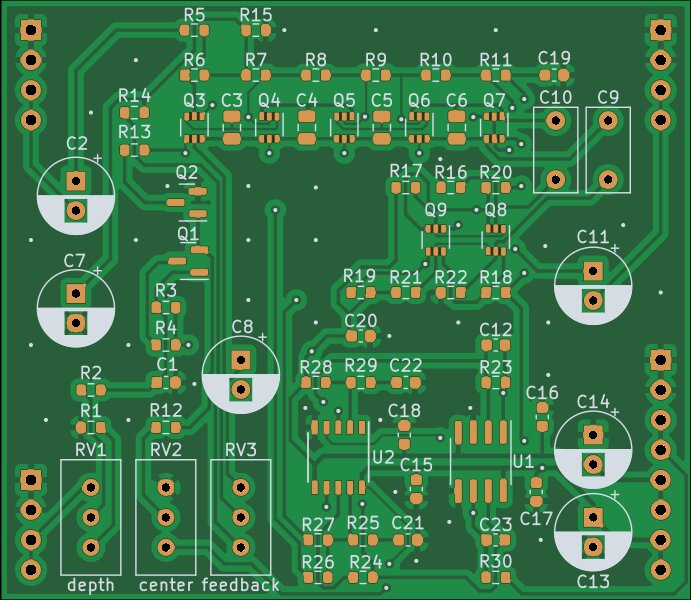 R5 R15
R6 R7 R8 R9 R10 R11 C19
R14 Q3 C3 Q4 C4 Q5 C5 Q6 C6 Q7 C10 C9
R13
C2
Q2 R17 R16 R20
Q9 Q8
Q1 C11
C7
R3 R19 R21 R22 R18
R4 C8 C20 C12
R2 C1 R28 R29 C22 R23
R1 R12 C18 C16 C14
RV1 RV2 RV3 U2 U1
C15
C17
R27 R25 C21 C23
R26 R24 R30 C13
depth center feedback
+
+
+
+
+
+